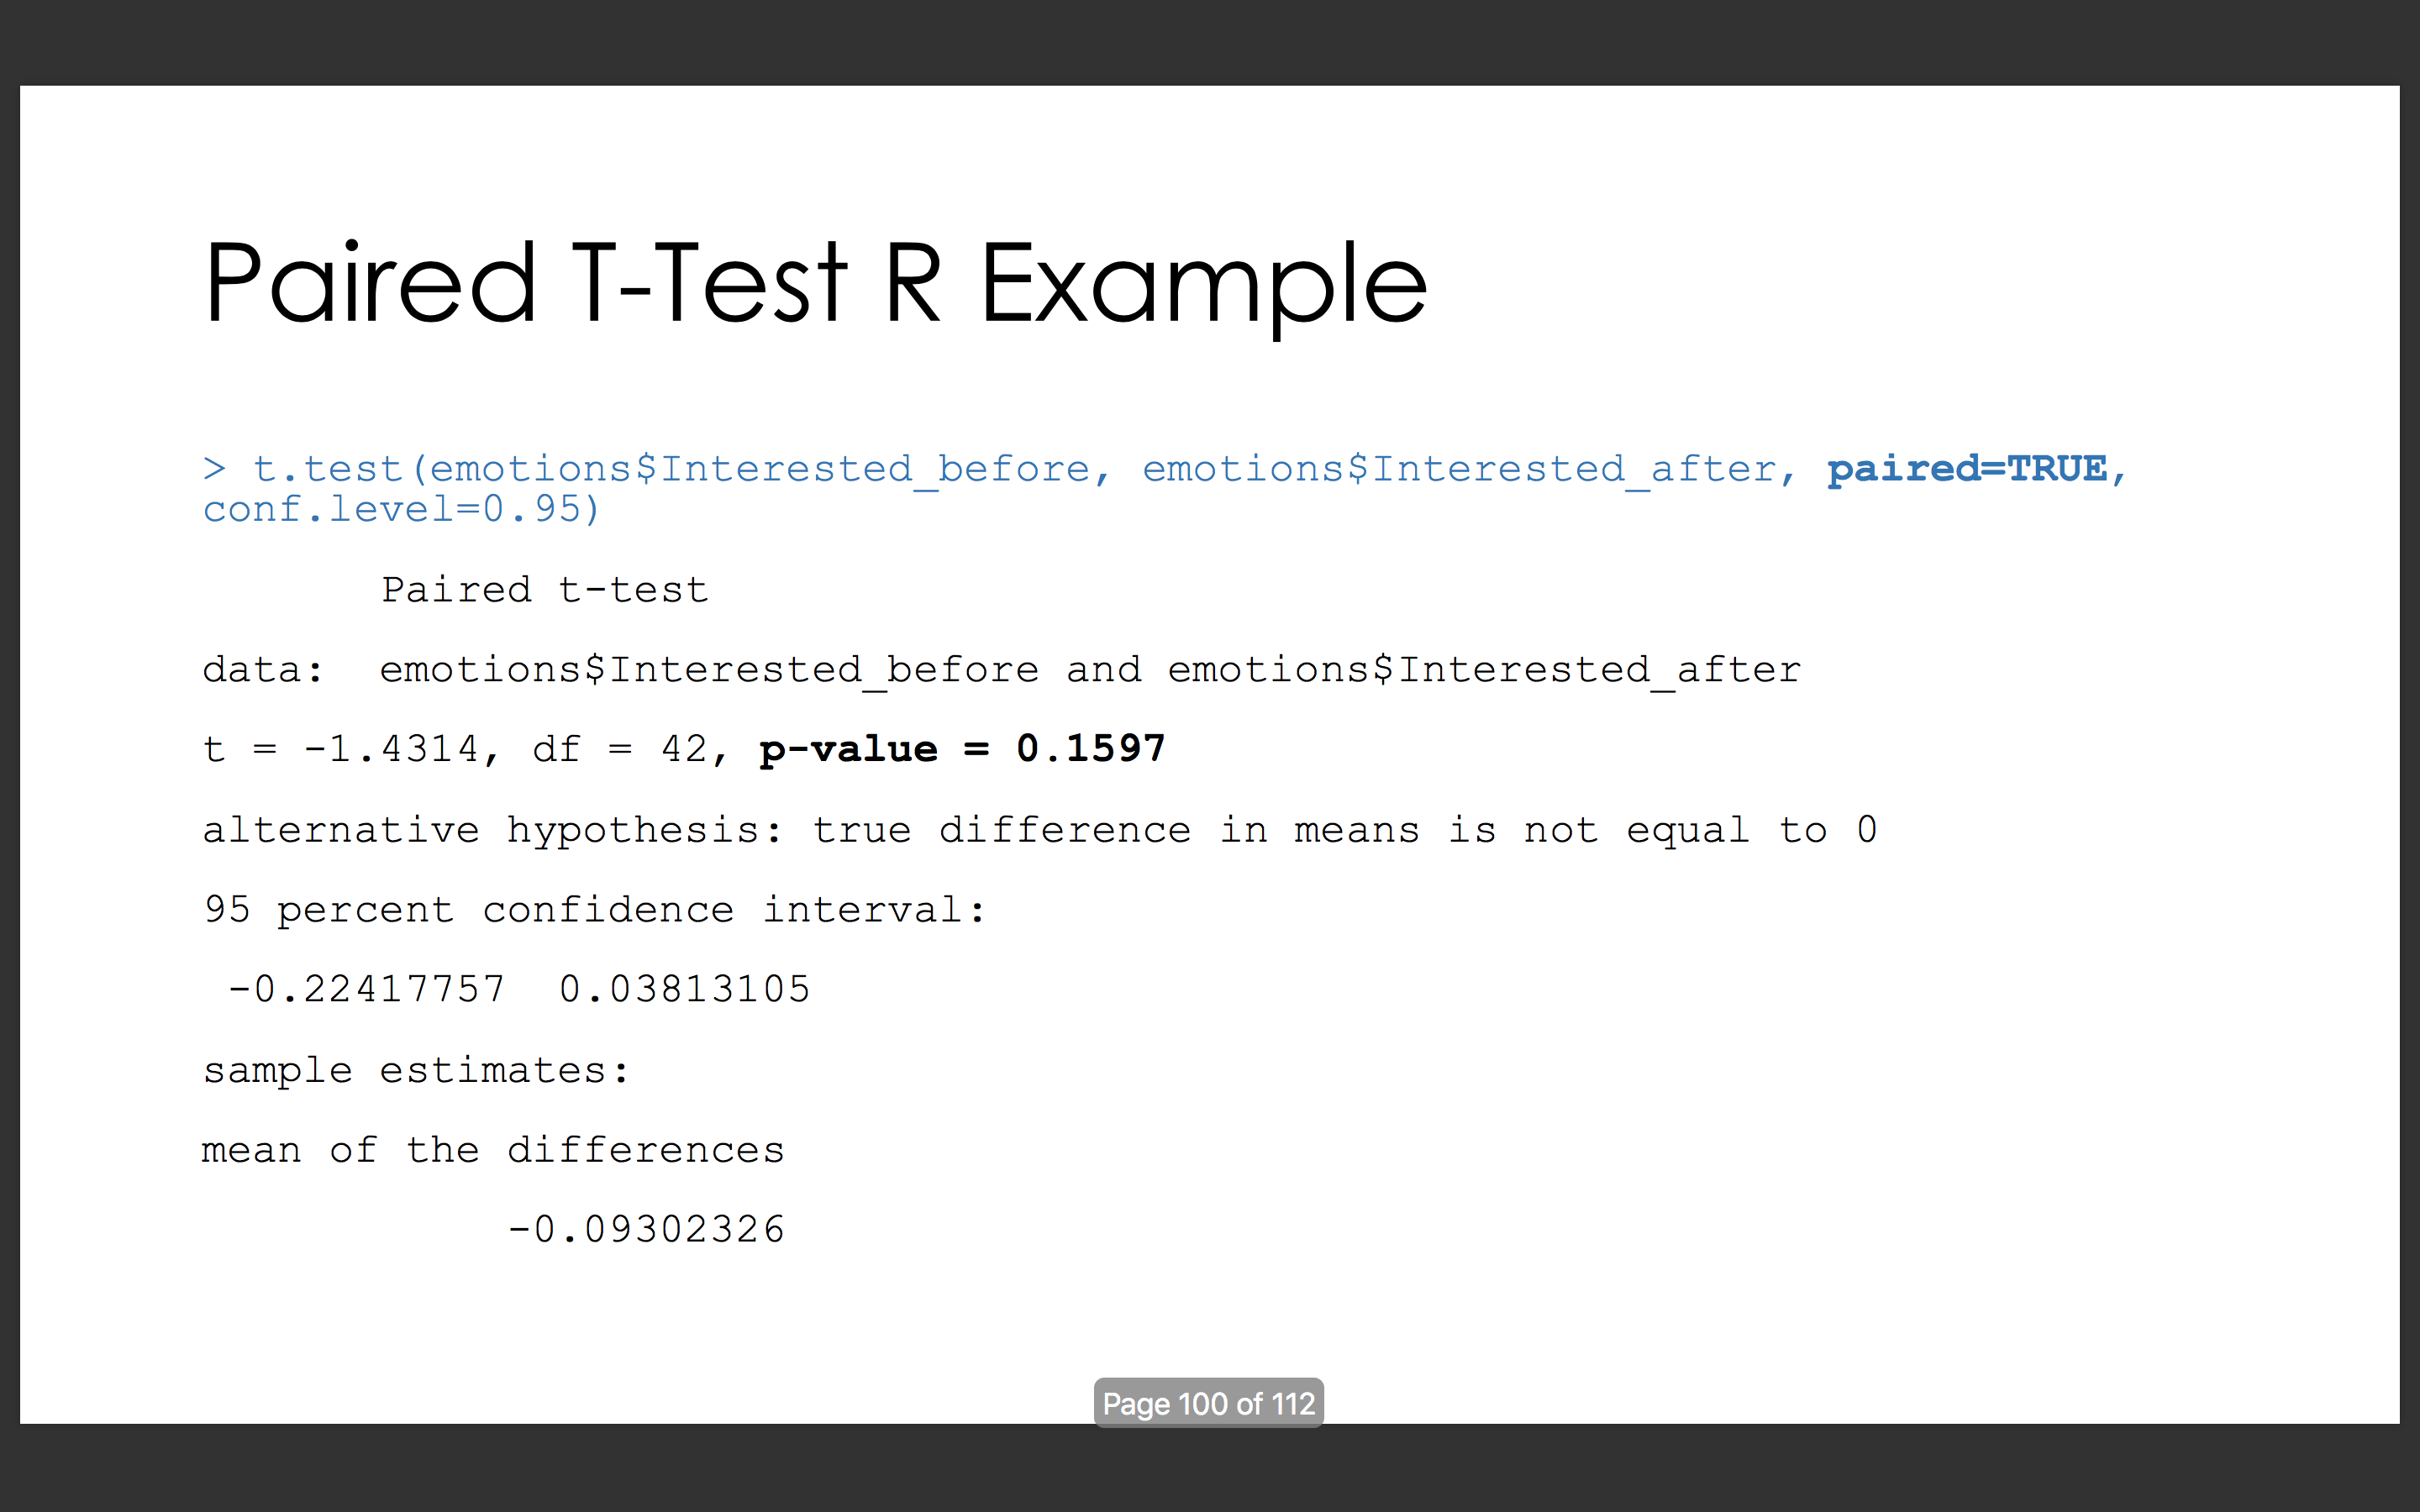 Paired T-Test R Example
> t.test(emotions$Interested_before, emotions$Interested_after, paired=TRUE,
conf.level=0.95)
Paired t-test
data:  emotions$Interested_before and emotions$Interested_after
t = -1.4314, df = 42, p-value = 0.1597
alternative hypothesis: true difference in means is not equal to 0
95 percent confidence interval:
-0.22417757  0.03813105
sample estimates:
mean of the differences
-0.09302326
Page 100 of 112